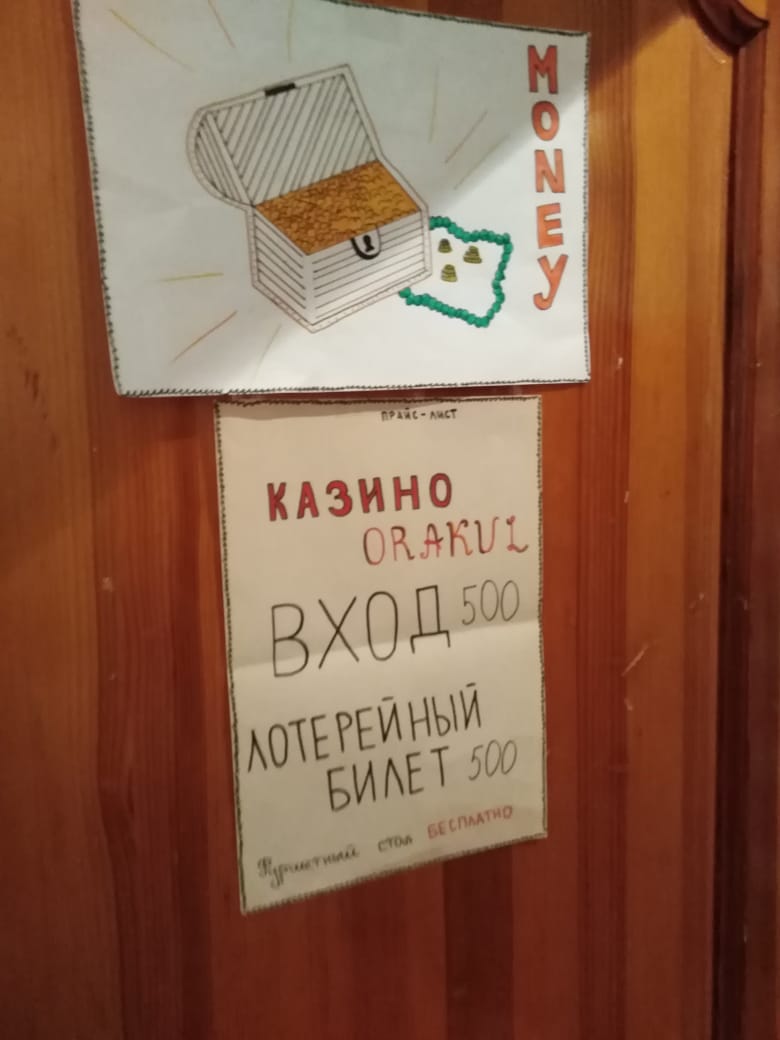 MONEY
ПРАЙС-ЛИСТ
КАЗИНО
ORAKUL
ВХОД 500
ЛОТЕРЕЙНЫЙ
БИЛЕТ 500
Фуршетный стол БЕСПЛАТНО